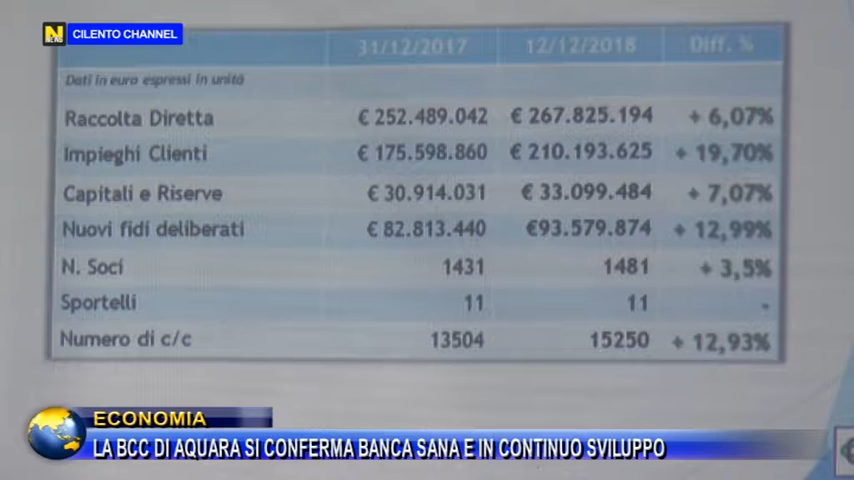 N NEWS CILENTO CHANNEL
31/12/2017 12/12/2018 Diff. %
Dati in euro espressi in unità
Raccolta Diretta € 252.489.042 € 267.825.194 + 6,07%
Impieghi Clienti € 175.598.860 € 210.193.625 + 19,70%
Capitali e Riserve € 30.914.031 € 33.099.484 + 7,07%
Nuovi fidi deliberati € 82.813.440 €93.579.874 + 12,99%
N. Soci 1431 1481 + 3,5%
Sportelli 11 11 -
Numero di c/c 13504 15250 + 12,93%
ECONOMIA
LA BCC DI AQUARA SI CONFERMA BANCA SANA E IN CONTINUO SVILUPPO